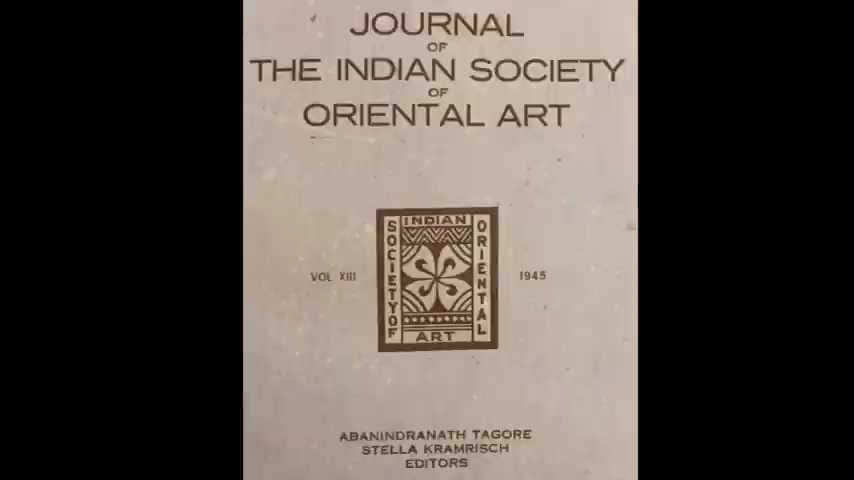 JOURNAL
OF
THE INDIAN SOCIETY
OF
ORIENTAL ART
INDIAN
SOCIETY OF
ORIENTAL
ART
VOL XIII
1945
ABANINDRANATH TAGORE
STELLA KRAMRISCH
EDITORS